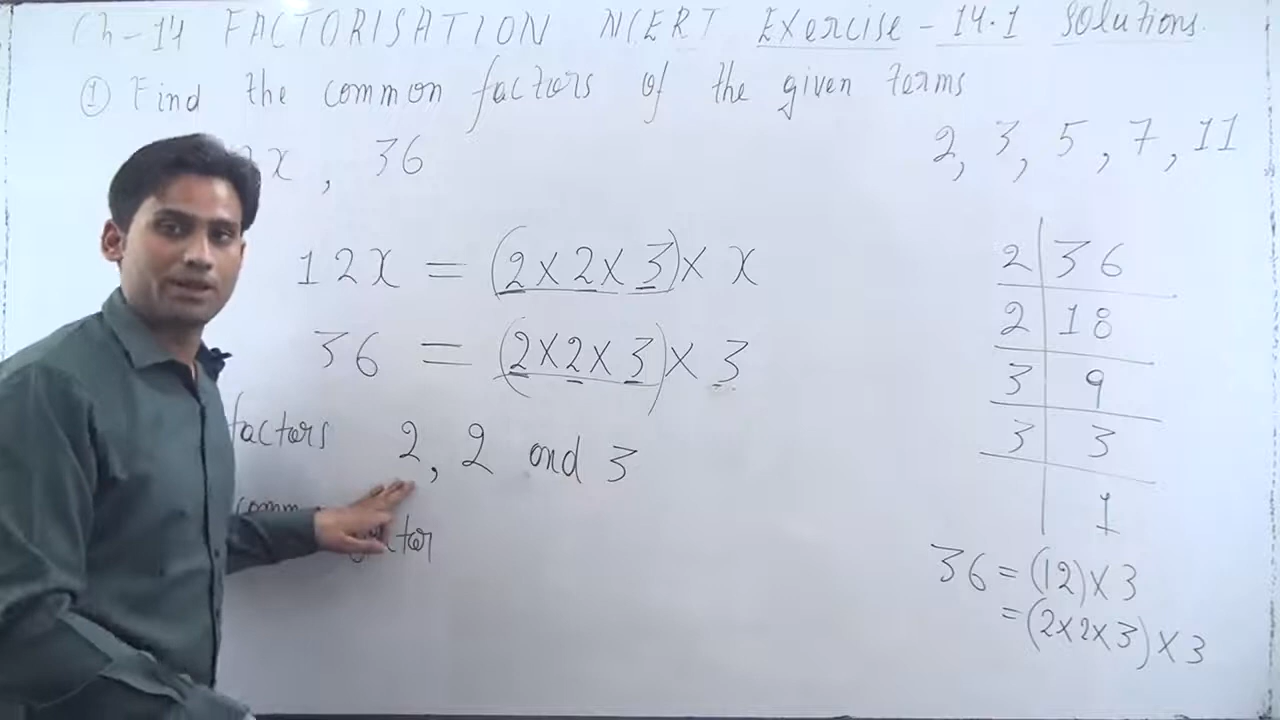 Ch-14 FACTORISATION NCERT Exercise-14.1 Solutions.
① Find the common factors of the given terms
x, 36
2, 3, 5, 7, 11
12x = (2×2×3)× x
36 = (2×2×3)× 3
factors 2, 2 and 3
2 | 36
2 | 18
3 | 9
3 | 3
1
36 = (12)×3
= (2×2×3)×3